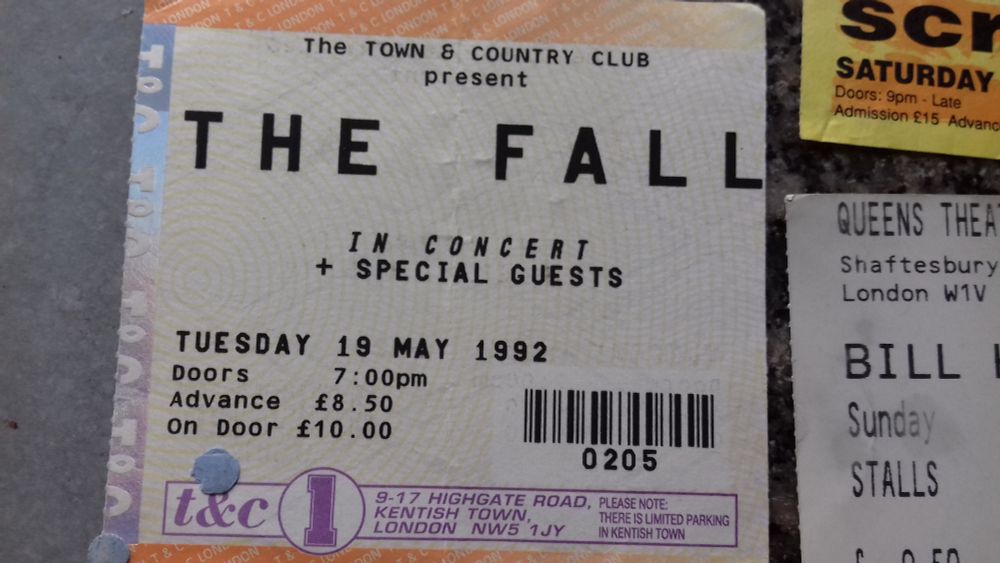 The TOWN & COUNTRY CLUB
present
THE FALL
IN CONCERT
+ SPECIAL GUESTS
TUESDAY 19 MAY 1992
Doors 7:00pm
Advance £8.50
On Door £10.00
0205
t&c 1
9-17 HIGHGATE ROAD,
KENTISH TOWN,
LONDON NW5 1JY
PLEASE NOTE:
THERE IS LIMITED PARKING
IN KENTISH TOWN
SATURDAY
Doors: 9pm - Late
Admission £15 Advance
QUEENS
Shaftesbury
London W1V
BILL
Sunday
STALLS